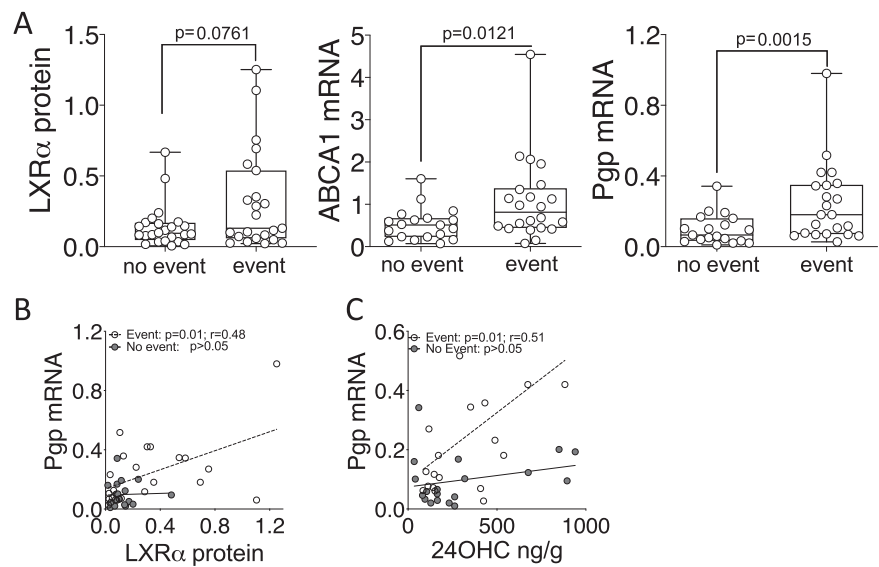 A
LXRα protein
1.5
1.0
0.5
0.0
p=0.0761
no event
event
ABCA1 mRNA
5
4
3
2
1
0
p=0.0121
no event
event
Pgp mRNA
1.2
0.8
0.4
0.0
p=0.0015
no event
event
B
Pgp mRNA
1.2
0.8
0.4
0.0
Event: p=0.01; r=0.48
No event: p>0.05
0.0
0.4
0.8
1.2
LXRα protein
C
Pgp mRNA
0.6
0.4
0.2
0.0
Event: p=0.01; r=0.51
No Event: p>0.05
0
500
1000
24OHC ng/g